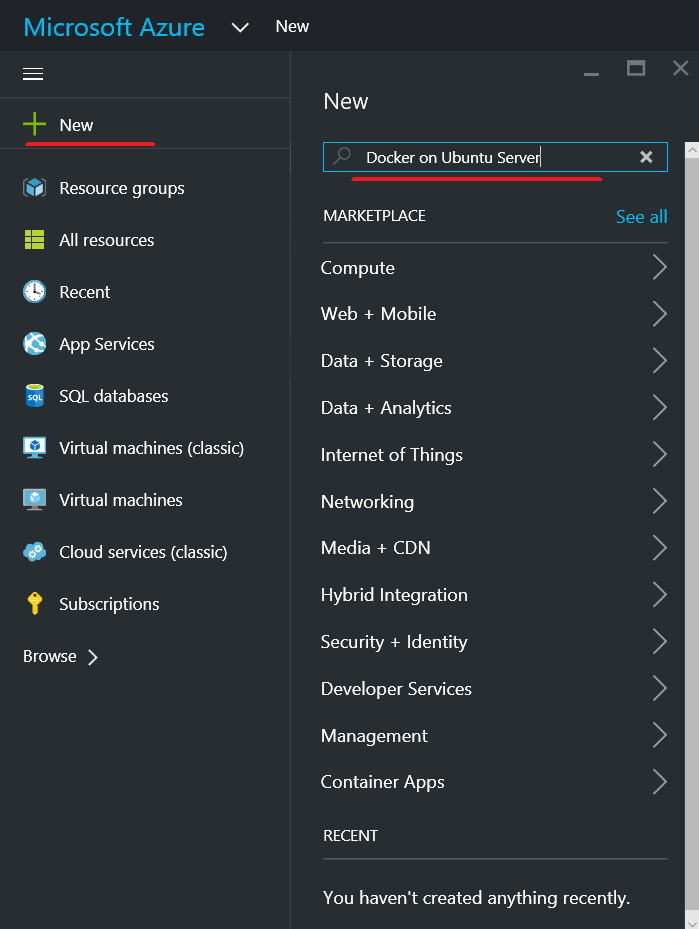 Microsoft Azure New
New
Resource groups
All resources
Recent
App Services
SQL
SQL databases
Virtual machines (classic)
Virtual machines
Cloud services (classic)
Subscriptions
Browse
New
Docker on Ubuntu Server
MARKETPLACE See all
Compute
Web + Mobile
Data + Storage
Data + Analytics
Internet of Things
Networking
Media + CDN
Hybrid Integration
Security + Identity
Developer Services
Management
Container Apps
RECENT
You haven't created anything recently.